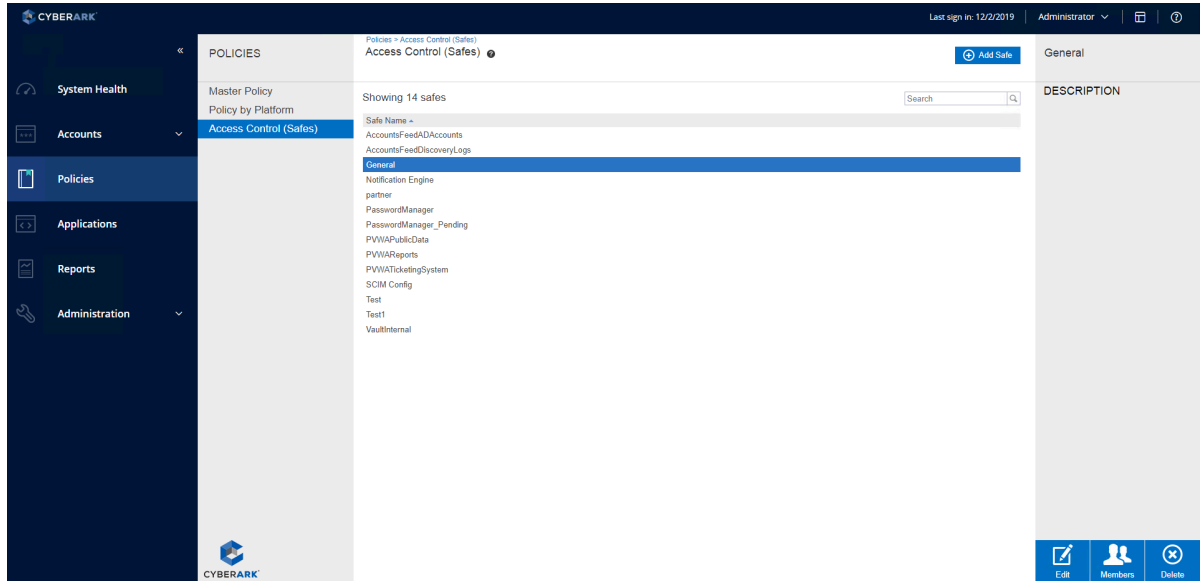 CYBERARK
Last sign in: 12/2/2019
Administrator
«
System Health
Accounts
Policies
Applications
Reports
Administration
POLICIES
Master Policy
Policy by Platform
Access Control (Safes)
CYBERARK
Policies > Access Control (Safes)
Access Control (Safes) ?
Add Safe
Showing 14 safes
Search
Safe Name
AccountsFeedADAccounts
AccountsFeedDiscoveryLogs
General
Notification Engine
partner
PasswordManager
PasswordManager_Pending
PVWAPublicData
PVWAReports
PVWATicketingSystem
SCIM Config
Test
Test1
VaultInternal
General
DESCRIPTION
Edit
Members
Delete